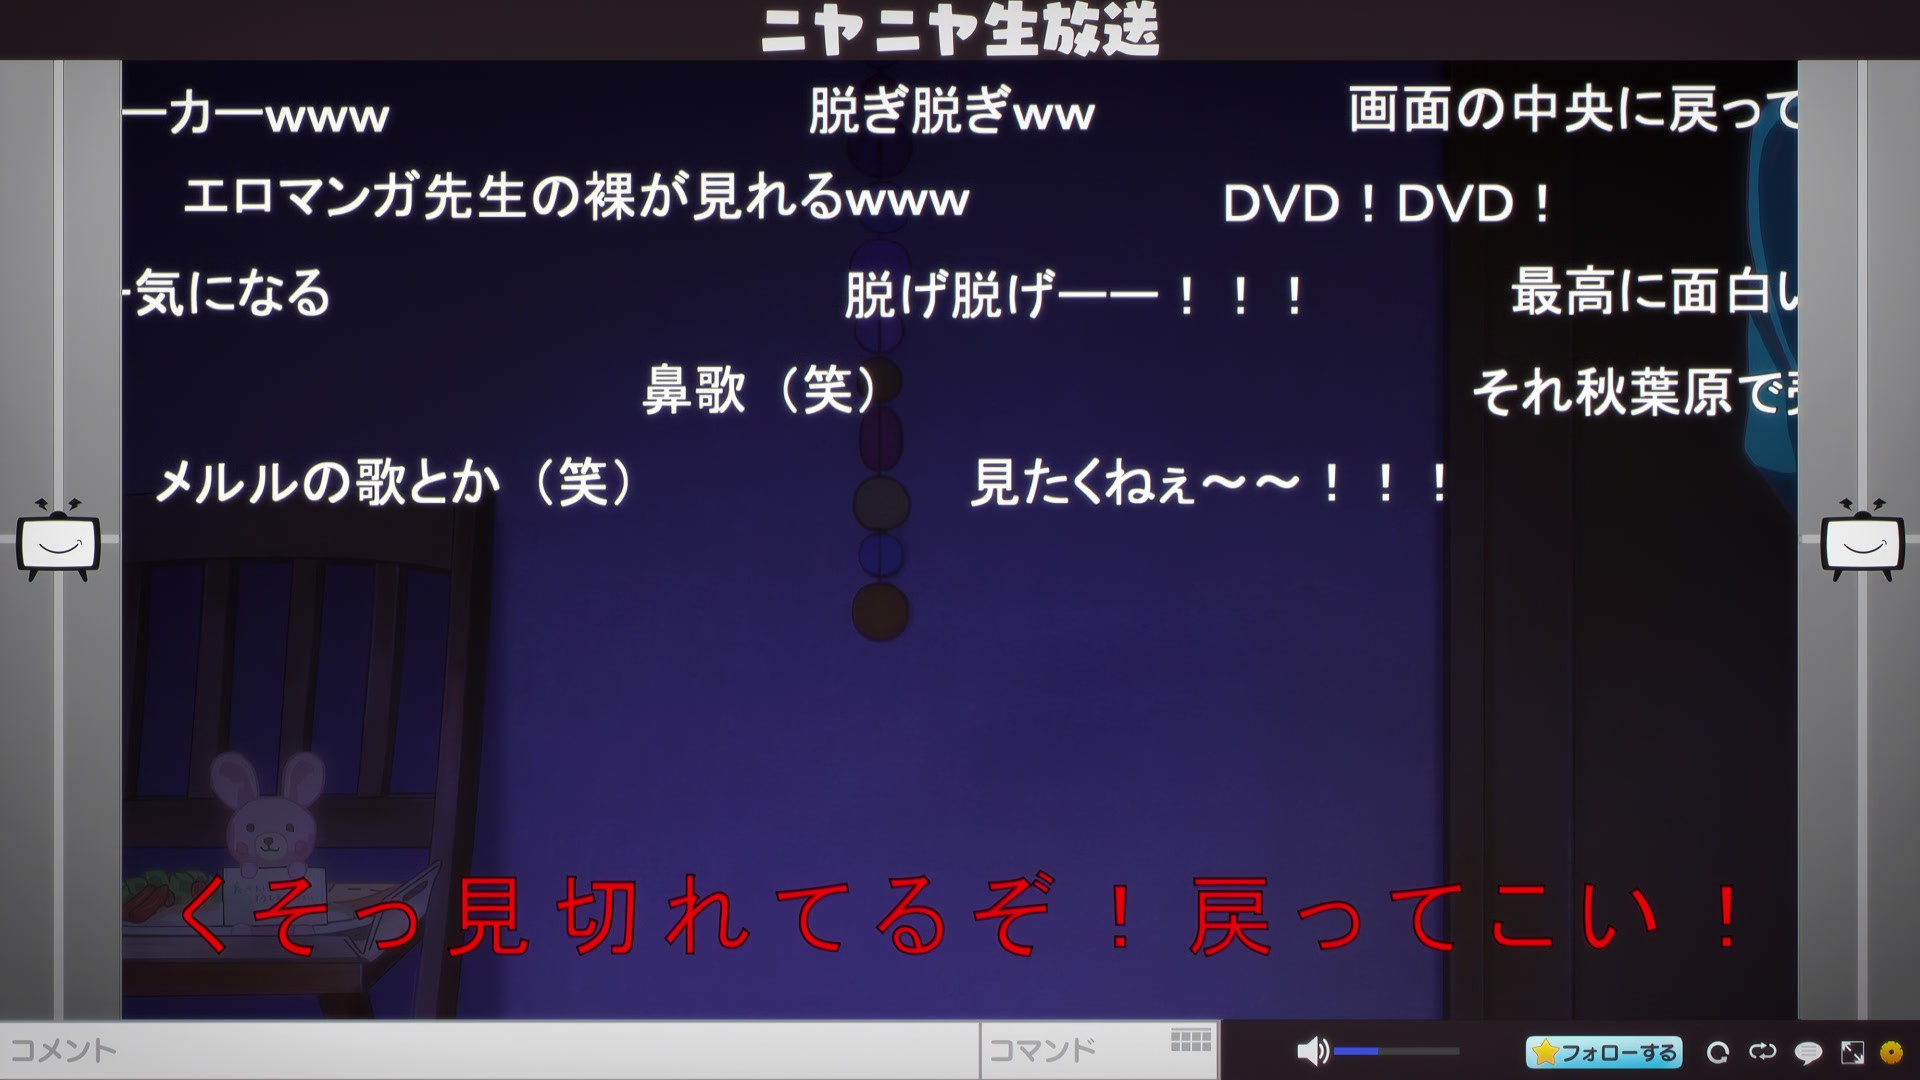 ニヤニヤ生放送
ーカーwww
脱ぎ脱ぎww
画面の中央に戻って
エロマンガ先生の裸が見れるwww
DVD！DVD！
気になる
脱げ脱げーー！！！
最高に面白い
鼻歌（笑）
それ秋葉原で
メルルの歌とか（笑）
見たくねぇ～～！！！
くそっ見切れてるぞ！戻ってこい！
コメント
コマンド
フォローする